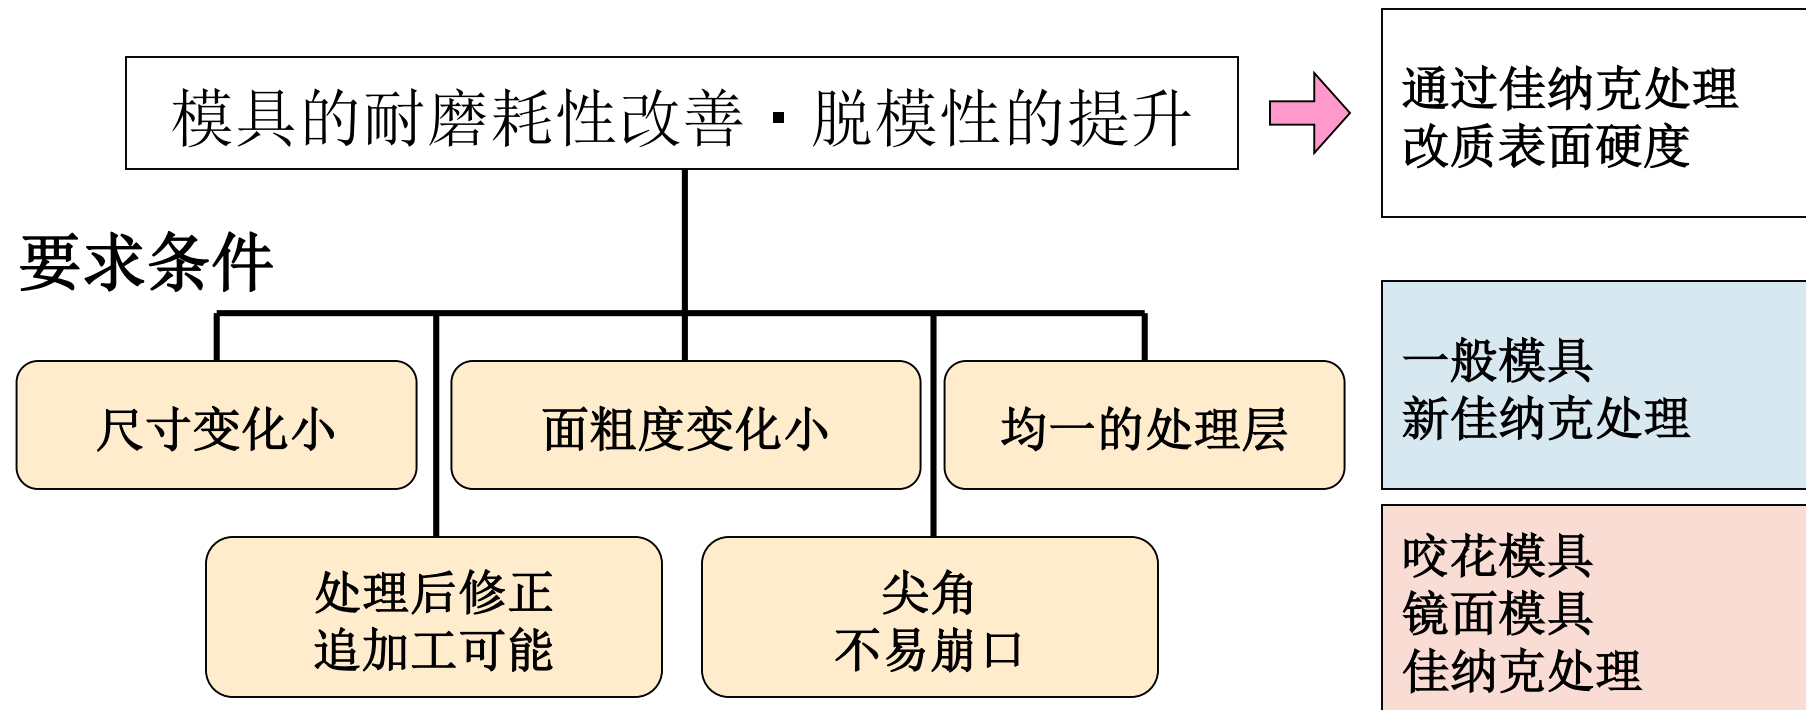 模具的耐磨耗性改善・脱模性的提升
通过佳纳克处理
改质表面硬度
要求条件
尺寸变化小
面粗度变化小
均一的处理层
处理后修正
追加工可能
尖角
不易崩口
一般模具
新佳纳克处理
咬花模具
镜面模具
佳纳克处理